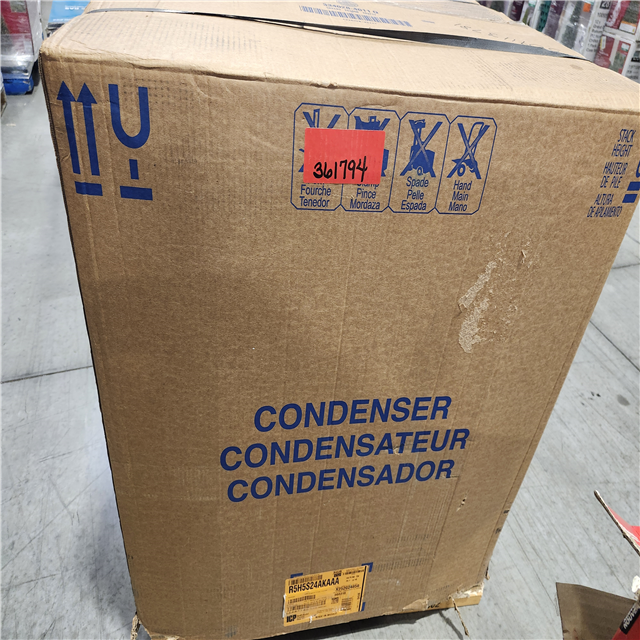 361794
Fourche
Tenedor
Pince
Mordaza
Spade
Pelle
Espada
Hand
Main
Mano
STACK
HEIGHT
HAUTEUR
DE PILE
ALTURA
DE APILAMIENTO
CONDENSER
CONDENSATEUR
CONDENSADOR
R5H5S24AKAAA
ICP